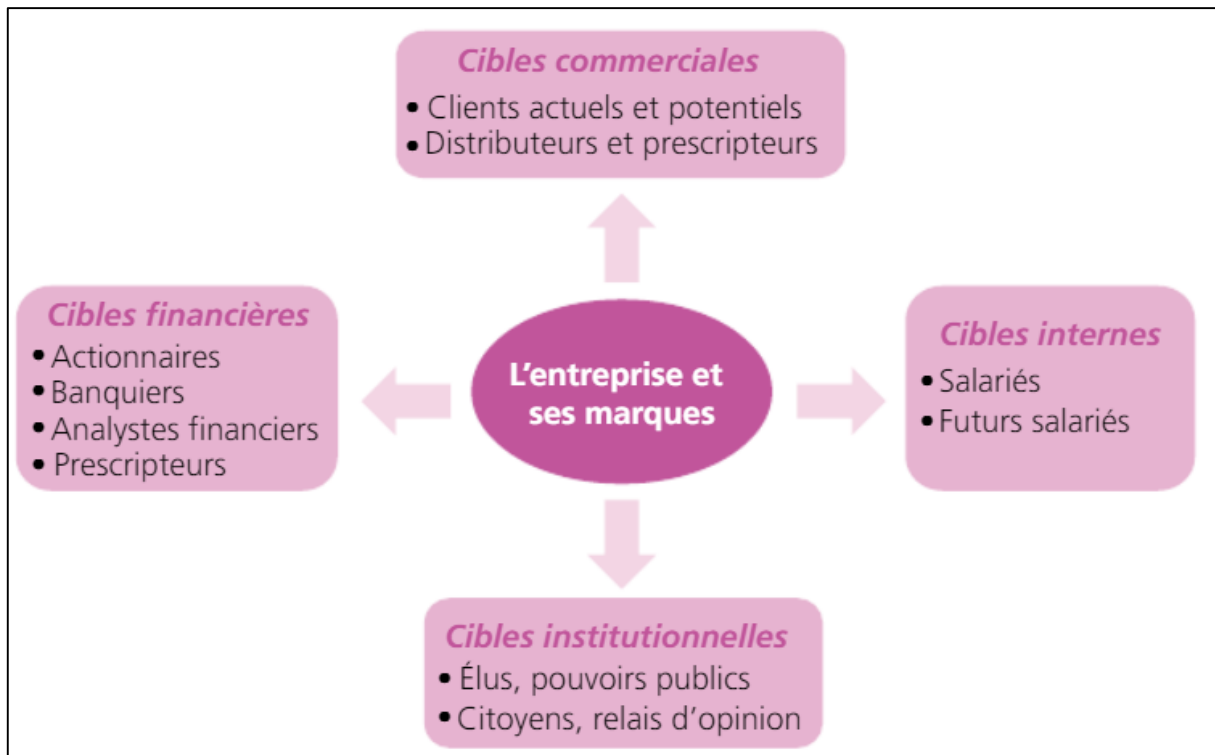 Cibles commerciales
• Clients actuels et potentiels
• Distributeurs et prescripteurs
Cibles financières
• Actionnaires
• Banquiers
• Analystes financiers
• Prescripteurs
L'entreprise et
ses marques
Cibles internes
• Salariés
• Futurs salariés
Cibles institutionnelles
• Élus, pouvoirs publics
• Citoyens, relais d'opinion